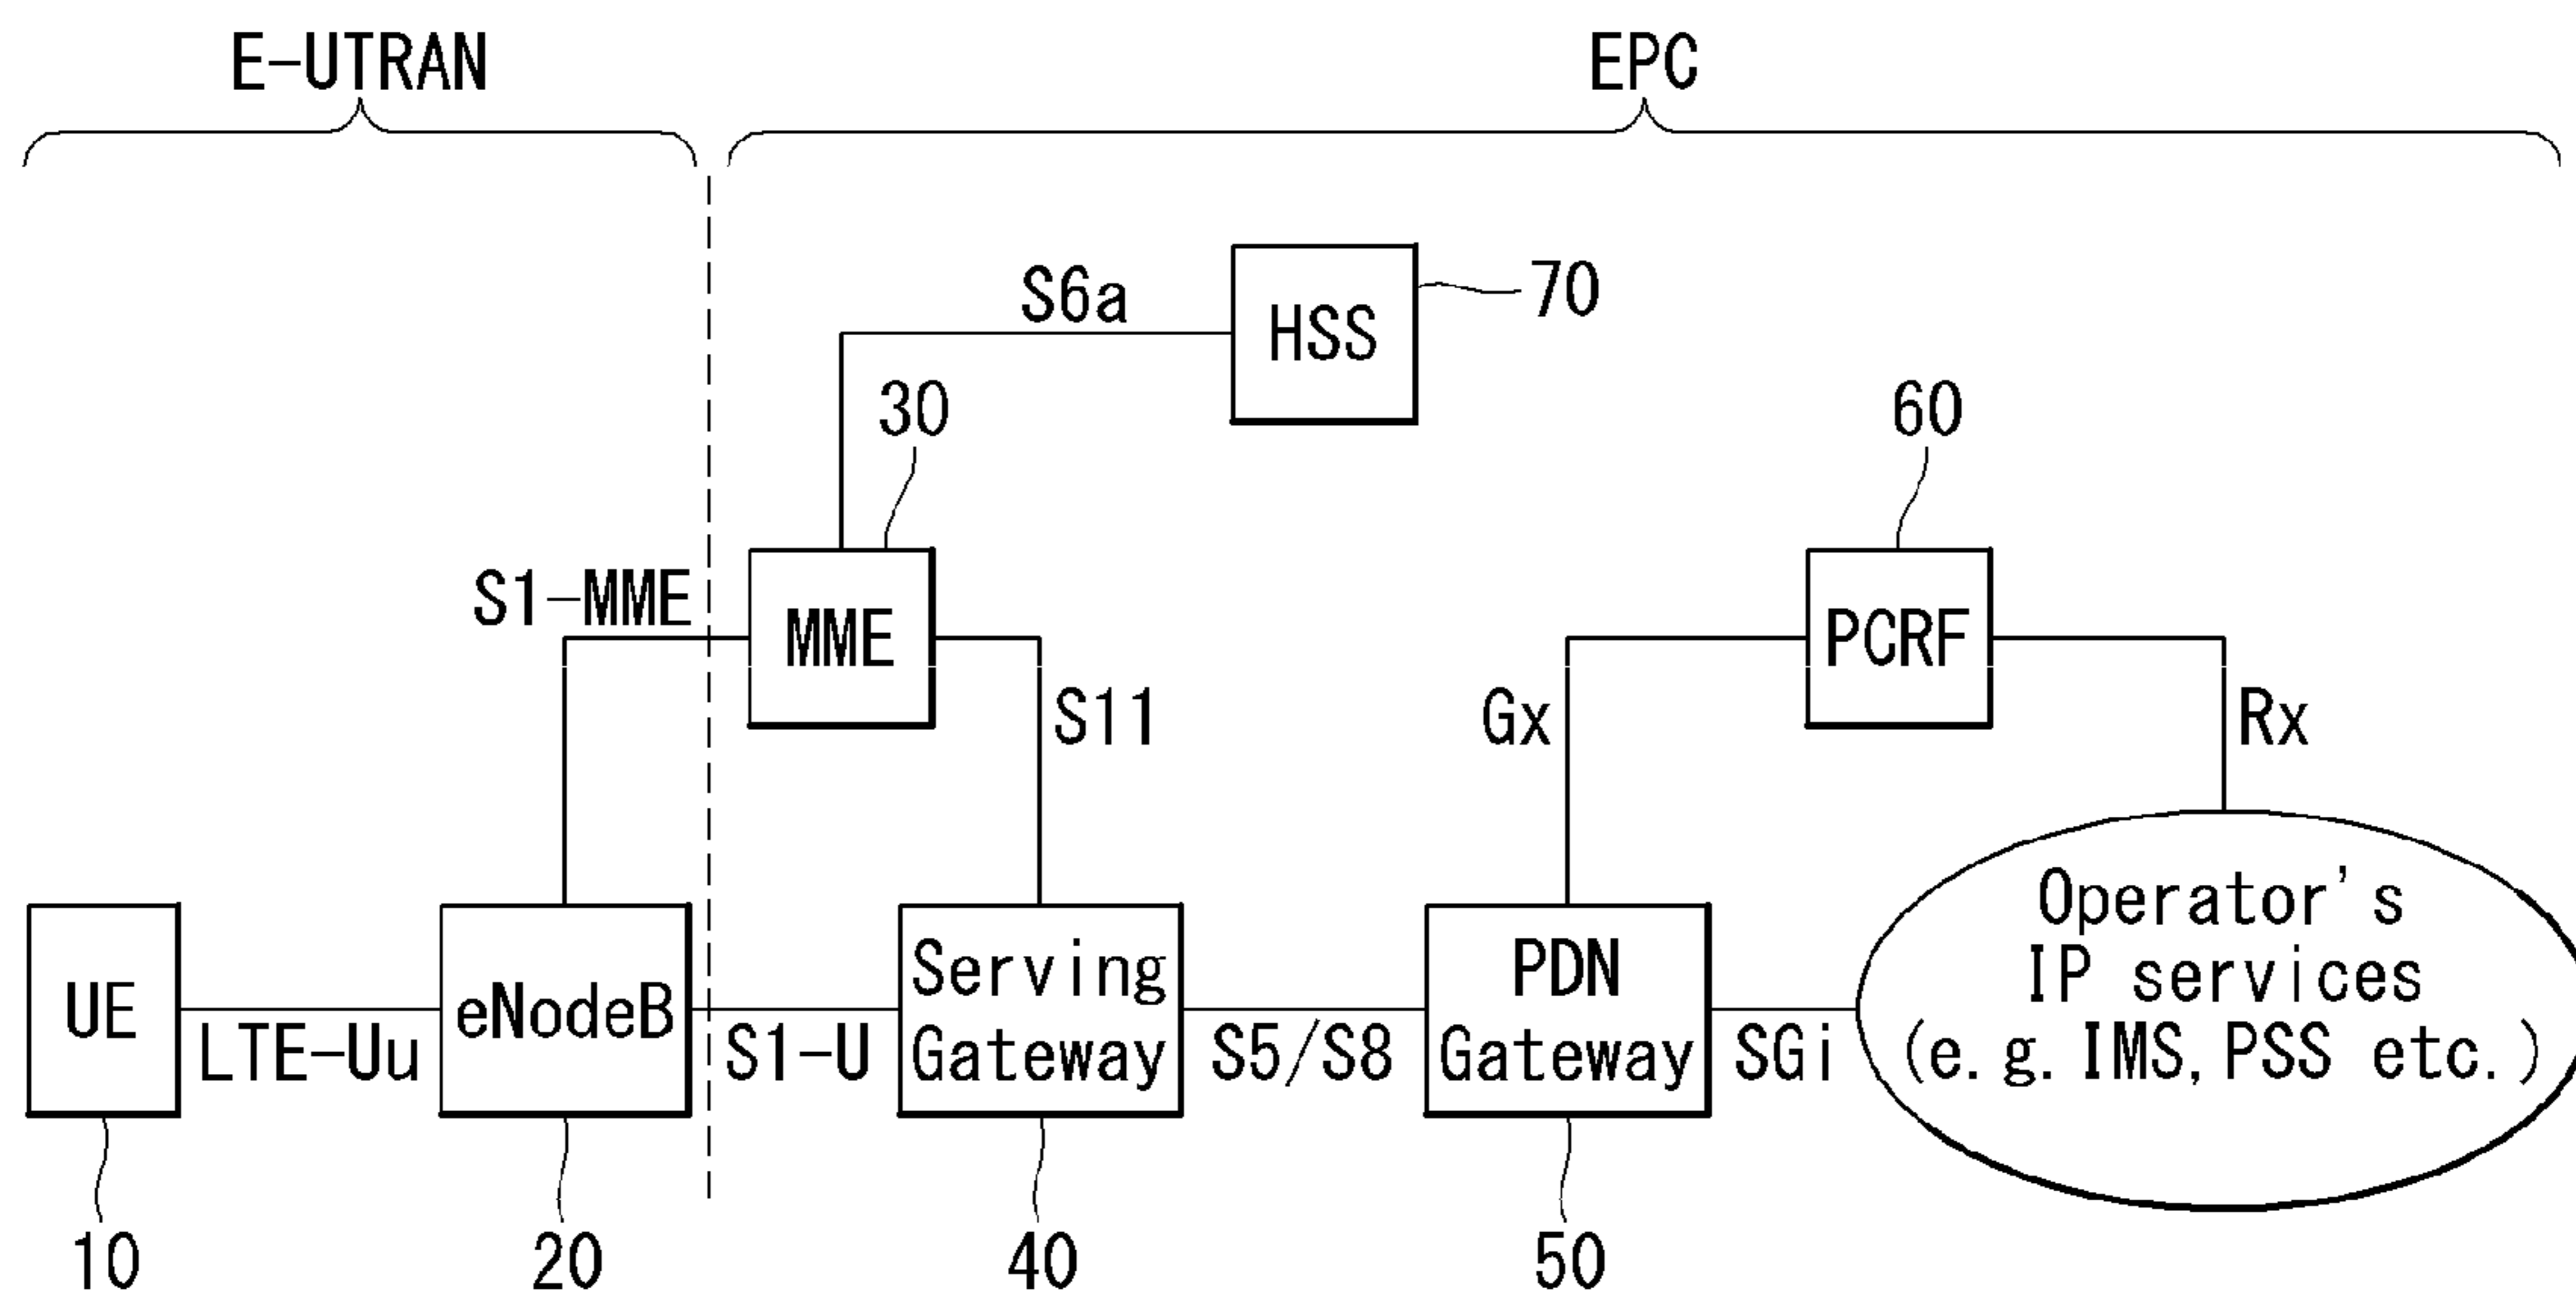 E-UTRAN
EPC
S6a
HSS
70
30
60
S1-MME
MME
PCRF
S11
Gx
Rx
UE
LTE-Uu
eNodeB
S1-U
Serving
Gateway
S5/S8
PDN
Gateway
SGi
Operator's
IP services
(e.g. IMS, PSS etc.)
10
20
40
50